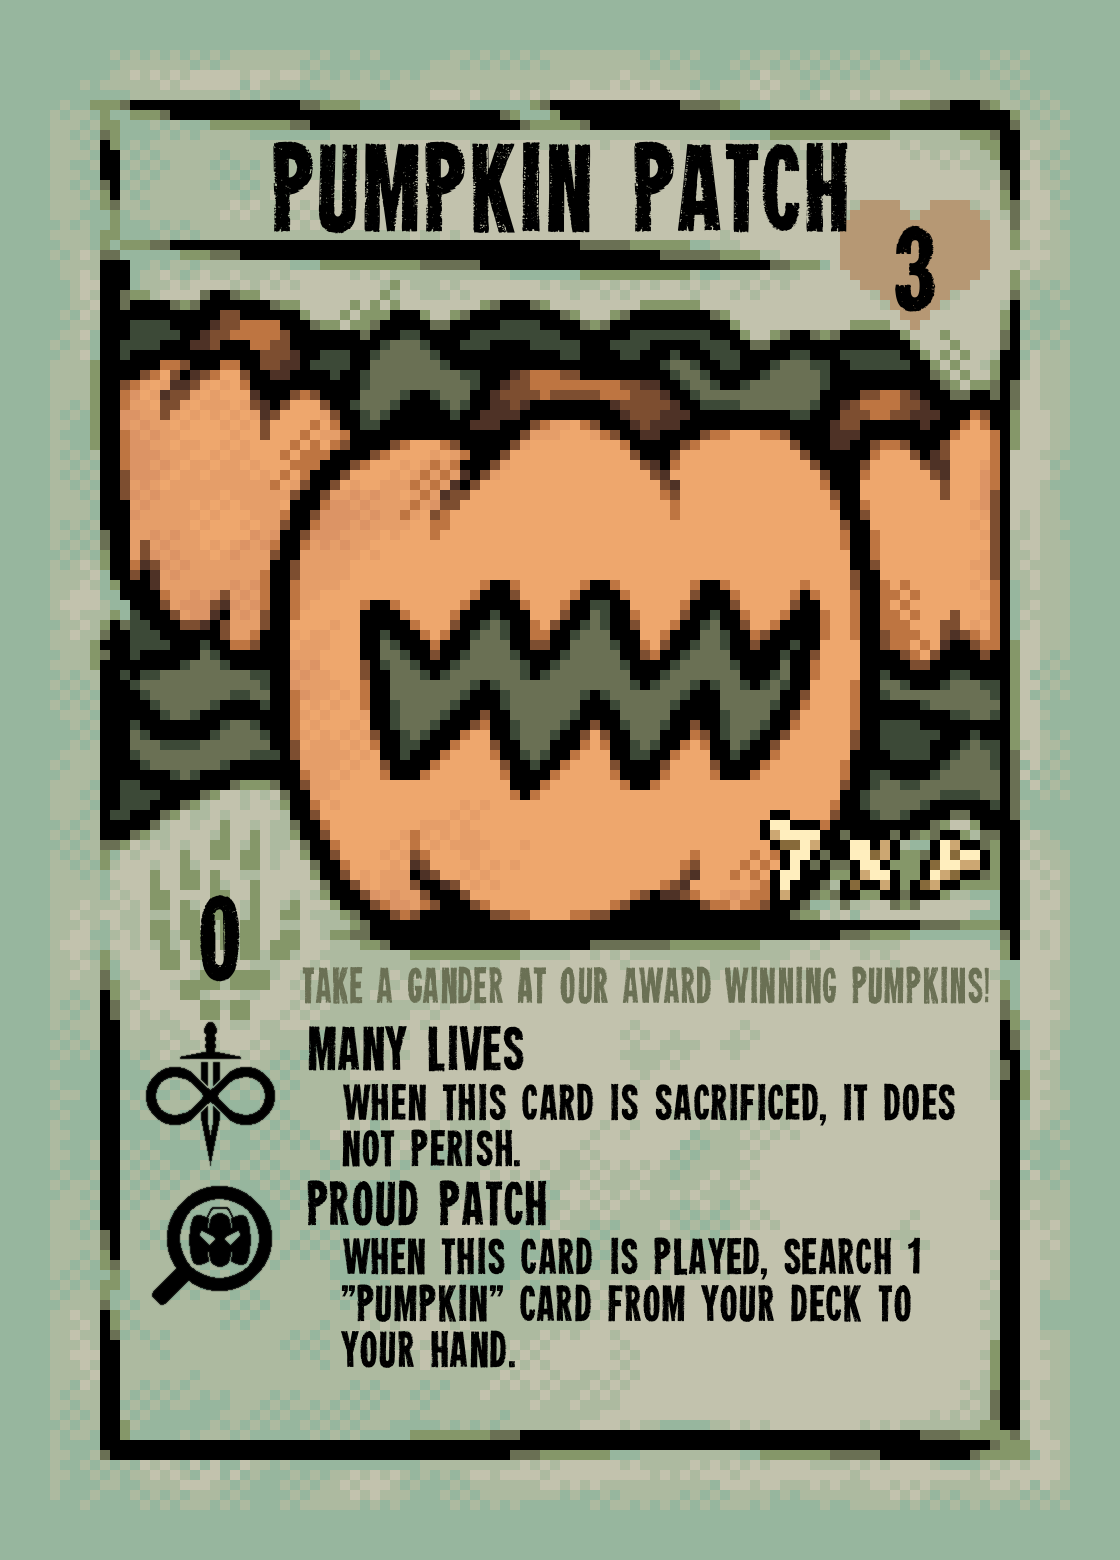 PUMPKIN PATCH
3
0
TAKE A GANDER AT OUR AWARD WINNING PUMPKINS!
MANY LIVES
WHEN THIS CARD IS SACRIFICED, IT DOES
NOT PERISH.
PROUD PATCH
WHEN THIS CARD IS PLAYED, SEARCH 1
"PUMPKIN" CARD FROM YOUR DECK TO
YOUR HAND.